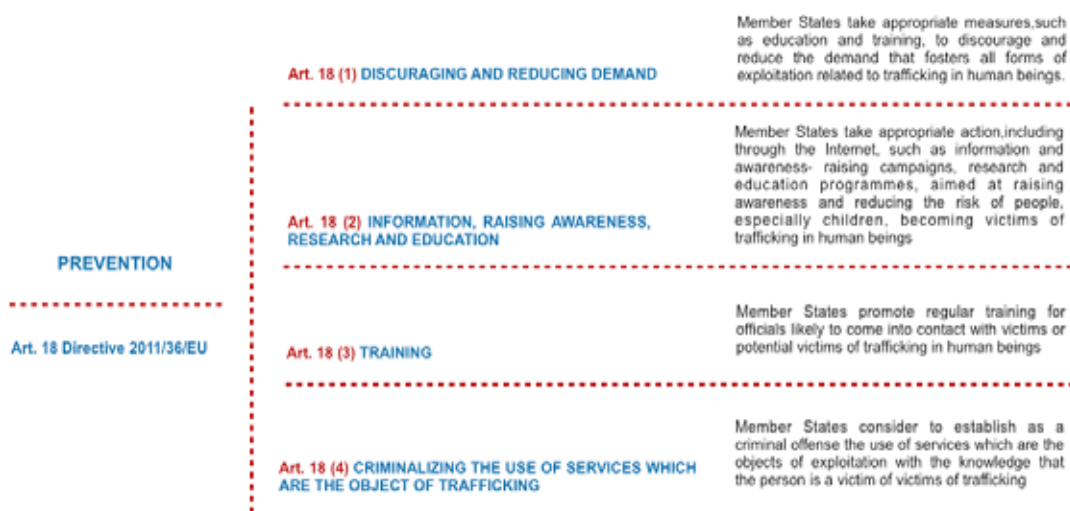 PREVENTION
Art. 18 Directive 2011/36/EU
Art. 18 (1) DISCURAGING AND REDUCING DEMAND
Member States take appropriate measures,such
as education and training, to discourage and
reduce the demand that fosters all forms of
exploitation related to trafficking in human beings.
Art. 18 (2) INFORMATION, RAISING AWARENESS,
RESEARCH AND EDUCATION
Member States take appropriate action,including
through the Internet, such as information and
awareness- raising campaigns, research and
education programmes, aimed at raising
awareness and reducing the risk of people,
especially children, becoming victims of
trafficking in human beings
Art. 18 (3) TRAINING
Member States promote regular training for
officials likely to come into contact with victims or
potential victims of trafficking in human beings
Art. 18 (4) CRIMINALIZING THE USE OF SERVICES WHICH
ARE THE OBJECT OF TRAFFICKING
Member States consider to establish as a
criminal offense the use of services which are the
objects of exploitation with the knowledge that
the person is a victim of victims of trafficking